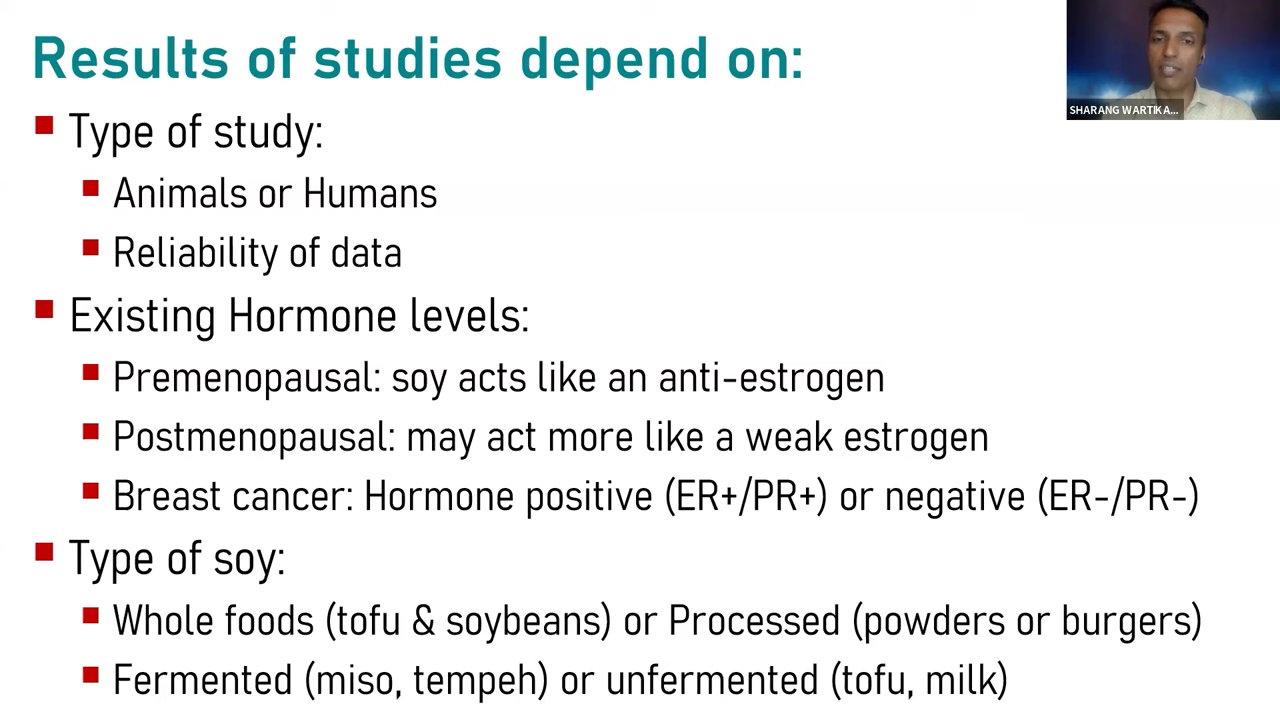 Results of studies depend on:
SHARANG WARTIKA...
Type of study:
Animals or Humans
Reliability of data
Existing Hormone levels:
Premenopausal: soy acts like an anti-estrogen
Postmenopausal: may act more like a weak estrogen
Breast cancer: Hormone positive (ER+/PR+) or negative (ER-/PR-)
Type of soy:
Whole foods (tofu & soybeans) or Processed (powders or burgers)
Fermented (miso, tempeh) or unfermented (tofu, milk)